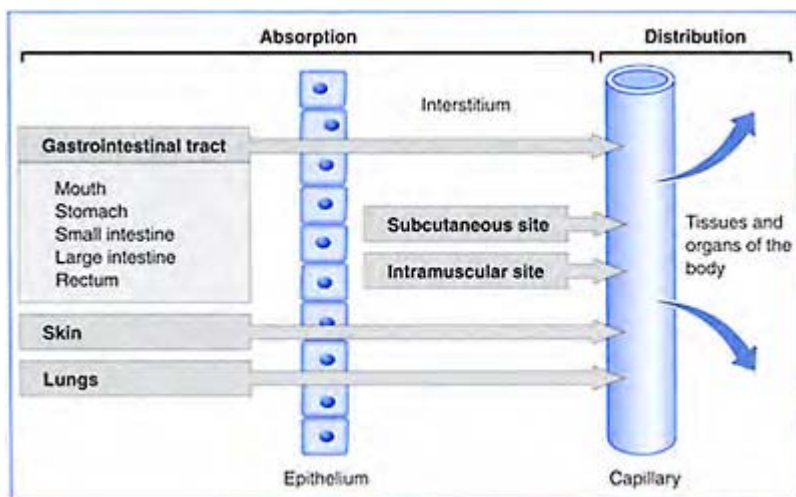 Absorption
Distribution
Interstitium
Gastrointestinal tract
Mouth
Stomach
Small intestine
Large intestine
Rectum
Subcutaneous site
Intramuscular site
Tissues and
organs of the
body
Skin
Lungs
Epithelium
Capillary